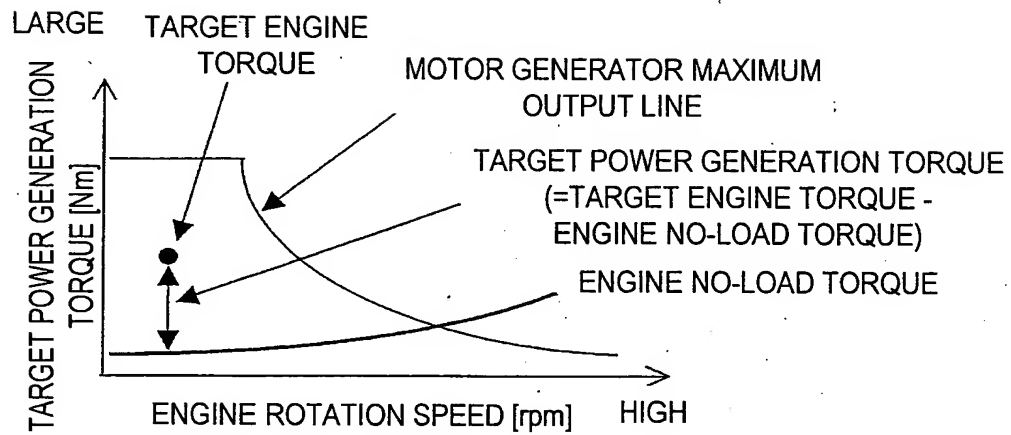 LARGE
TARGET ENGINE
TORQUE
MOTOR GENERATOR MAXIMUM
OUTPUT LINE
TARGET POWER GENERATION TORQUE
(=TARGET ENGINE TORQUE -
ENGINE NO-LOAD TORQUE)
ENGINE NO-LOAD TORQUE
TARGET POWER GENERATION
TORQUE [Nm]
ENGINE ROTATION SPEED [rpm]
HIGH